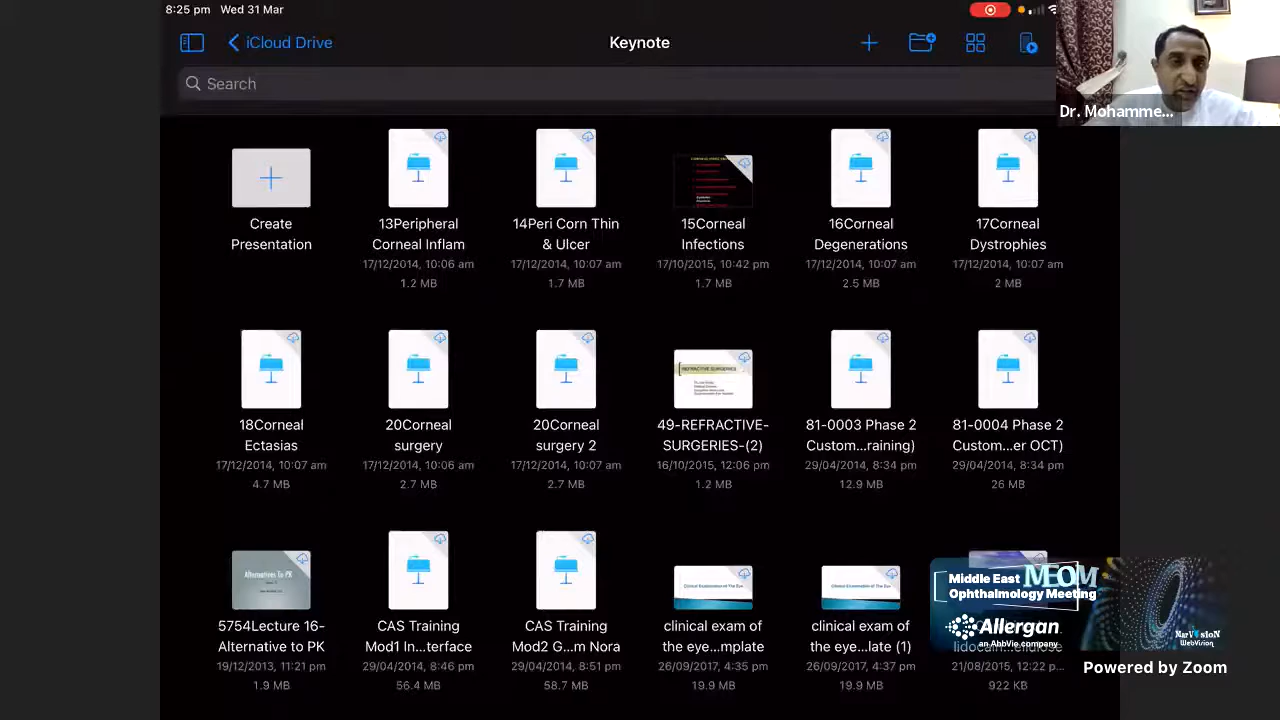 8:25 pm Wed 31 Mar
iCloud Drive
Keynote
Search
Dr. Mohamme...
Create
Presentation
13Peripheral
Corneal Inflam
17/12/2014, 10:06 am
1.2 MB
14Peri Corn Thin
& Ulcer
17/12/2014, 10:07 am
1.7 MB
15Corneal
Infections
17/10/2015, 10:42 pm
1.7 MB
16Corneal
Degenerations
17/12/2014, 10:07 am
2.5 MB
17Corneal
Dystrophies
17/12/2014, 10:07 am
2 MB
18Corneal
Ectasias
17/12/2014, 10:07 am
4.7 MB
20Corneal
surgery
17/12/2014, 10:06 am
2.7 MB
20Corneal
surgery 2
17/12/2014, 10:07 am
2.7 MB
REFRACTIVE SURGERIES
49-REFRACTIVE-
SURGERIES-(2)
16/10/2015, 12:06 pm
1.2 MB
81-0003 Phase 2
Custom...raining)
29/04/2014, 8:34 pm
12.9 MB
81-0004 Phase 2
Custom...er OCT)
29/04/2014, 8:34 pm
26 MB
Alternatives To PK
5754Lecture 16-
Alternative to PK
19/12/2013, 11:21 pm
1.9 MB
CAS Training
Mod1 In...terface
29/04/2014, 8:46 pm
56.4 MB
CAS Training
Mod2 G...m Nora
29/04/2014, 8:51 pm
58.7 MB
Clinical Examination of The Eye
clinical exam of
the eye...mplate
26/09/2017, 4:35 pm
19.9 MB
Clinical Examination of The Eye
clinical exam of
the eye...late (1)
26/09/2017, 4:37 pm
19.9 MB
21/08/2015, 12:22 p...
922 KB
Middle East MEOM
Ophthalmology Meeting
Allergan
an AbbVie company
NarVision
WebVision
Powered by Zoom